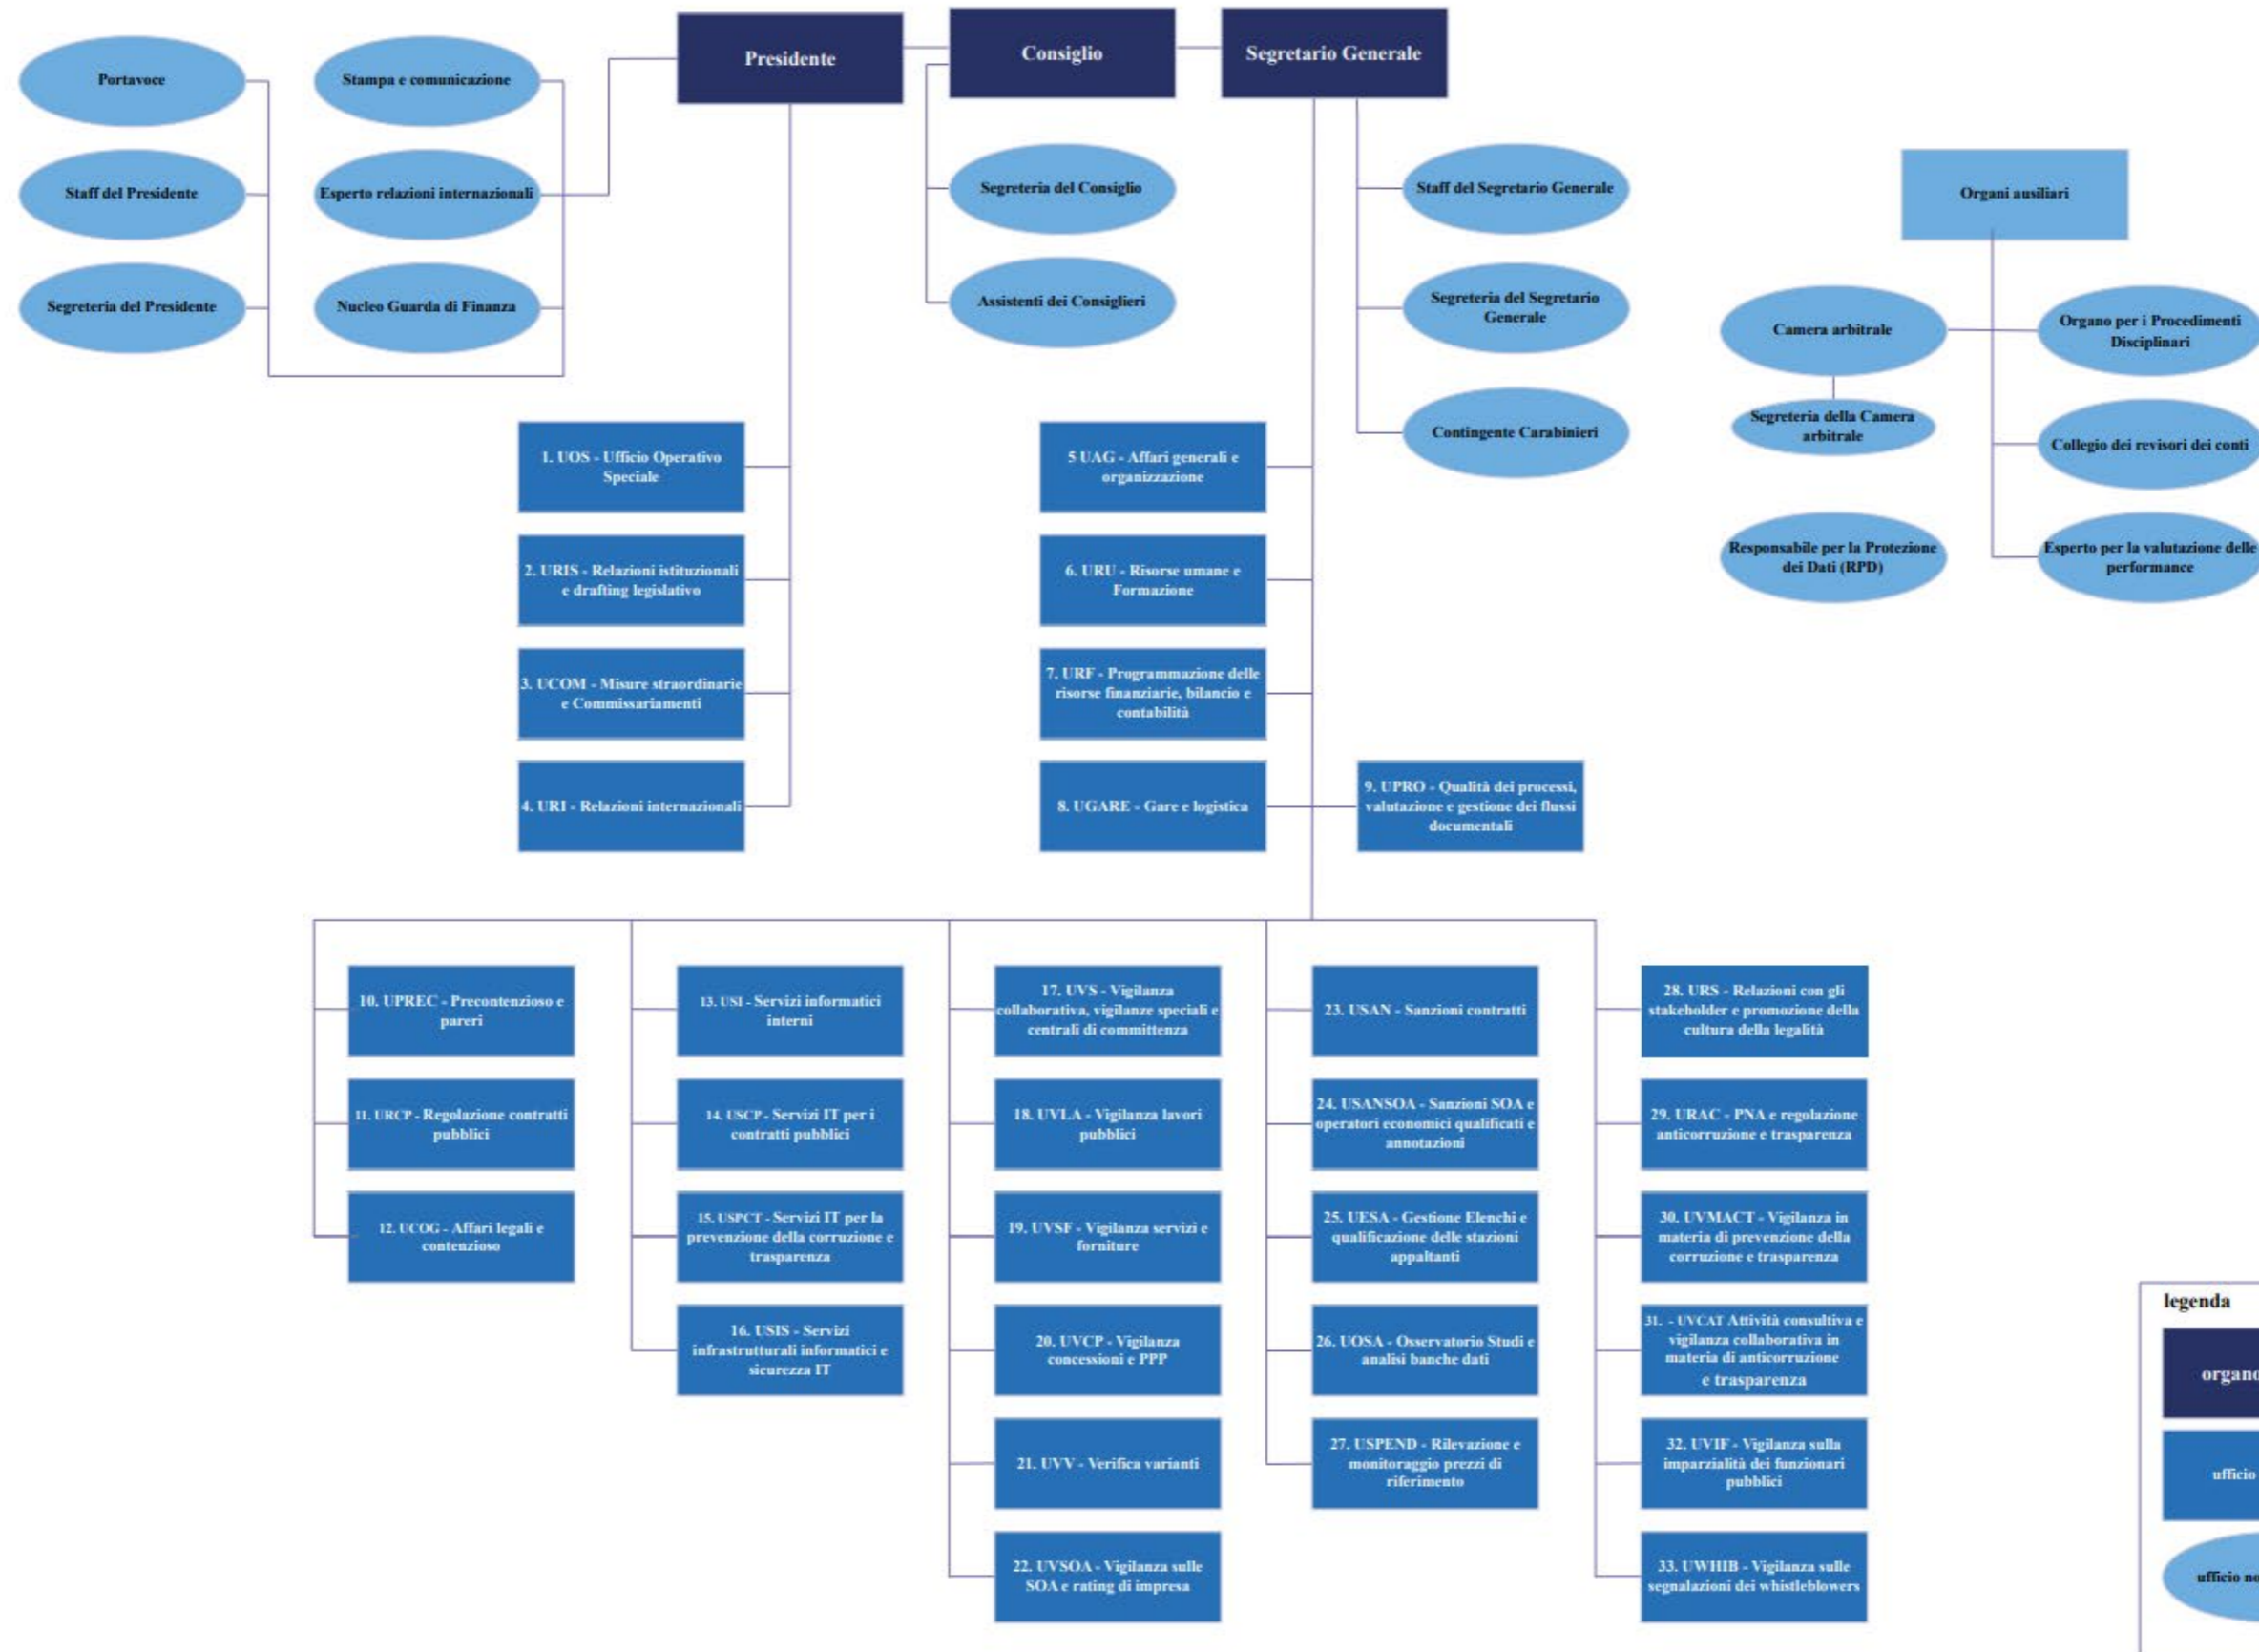 Presidente
Consiglio
Segretario Generale
Portavoce
Stampa e comunicazione
Staff del Presidente
Esperto relazioni internazionali
Segreteria del Presidente
Nucleo Guarda di Finanza
Segreteria del Consiglio
Assistenti dei Consiglieri
Staff del Segretario Generale
Segreteria del Segretario
Generale
Contingente Carabinieri
Organi ausiliari
Camera arbitrale
Organo per i Procedimenti
Disciplinari
Segreteria della Camera
arbitrale
Collegio dei revisori dei conti
Responsabile per la Protezione
dei Dati (RPD)
Esperto per la valutazione delle
performance
1. UOS - Ufficio Operativo
Speciale
2. URIS - Relazioni istituzionali
e drafting legislativo
3. UCOM - Misure straordinarie
e Commissariamenti
4. URI - Relazioni internazionali
5 UAG - Affari generali e
organizzazione
6. URU - Risorse umane e
Formazione
7. URF - Programmazione delle
risorse finanziarie, bilancio e
contabilità
8. UGARE - Gare e logistica
9. UPRO - Qualità dei processi,
valutazione e gestione dei flussi
documentali
10. UPREC - Precontenzioso e
pareri
11. URCP - Regolazione contratti
pubblici
12. UCOG - Affari legali e
contenzioso
13. USI - Servizi informatici
interni
14. USCP - Servizi IT per i
contratti pubblici
15. USPCT - Servizi IT per la
prevenzione della corruzione e
trasparenza
16. USIS - Servizi
infrastrutturali informatici e
sicurezza IT
17. UVS - Vigilanza
collaborativa, vigilanze speciali e
centrali di committenza
18. UVLA - Vigilanza lavori
pubblici
19. UVSF - Vigilanza servizi e
forniture
20. UVCP - Vigilanza
concessioni e PPP
21. UVV - Verifica varianti
22. UVSOA - Vigilanza sulle
SOA e rating di impresa
23. USAN - Sanzioni contratti
24. USANSOA - Sanzioni SOA e
operatori economici qualificati e
annotazioni
25. UESA - Gestione Elenchi e
qualificazione delle stazioni
appaltanti
26. UOSA - Osservatorio Studi e
analisi banche dati
27. USPEND - Rilevazione e
monitoraggio prezzi di
riferimento
28. URS - Relazioni con gli
stakeholder e promozione della
cultura della legalità
29. URAC - PNA e regolazione
anticorruzione e trasparenza
30. UVMACT - Vigilanza in
materia di prevenzione della
corruzione e trasparenza
31. - UVCAT Attività consultiva e
vigilanza collaborativa in
materia di anticorruzione
e trasparenza
32. UVIF - Vigilanza sulla
imparzialità dei funzionari
pubblici
33. UWHIB - Vigilanza sulle
segnalazioni dei whistleblowers
legenda
organo
ufficio
ufficio